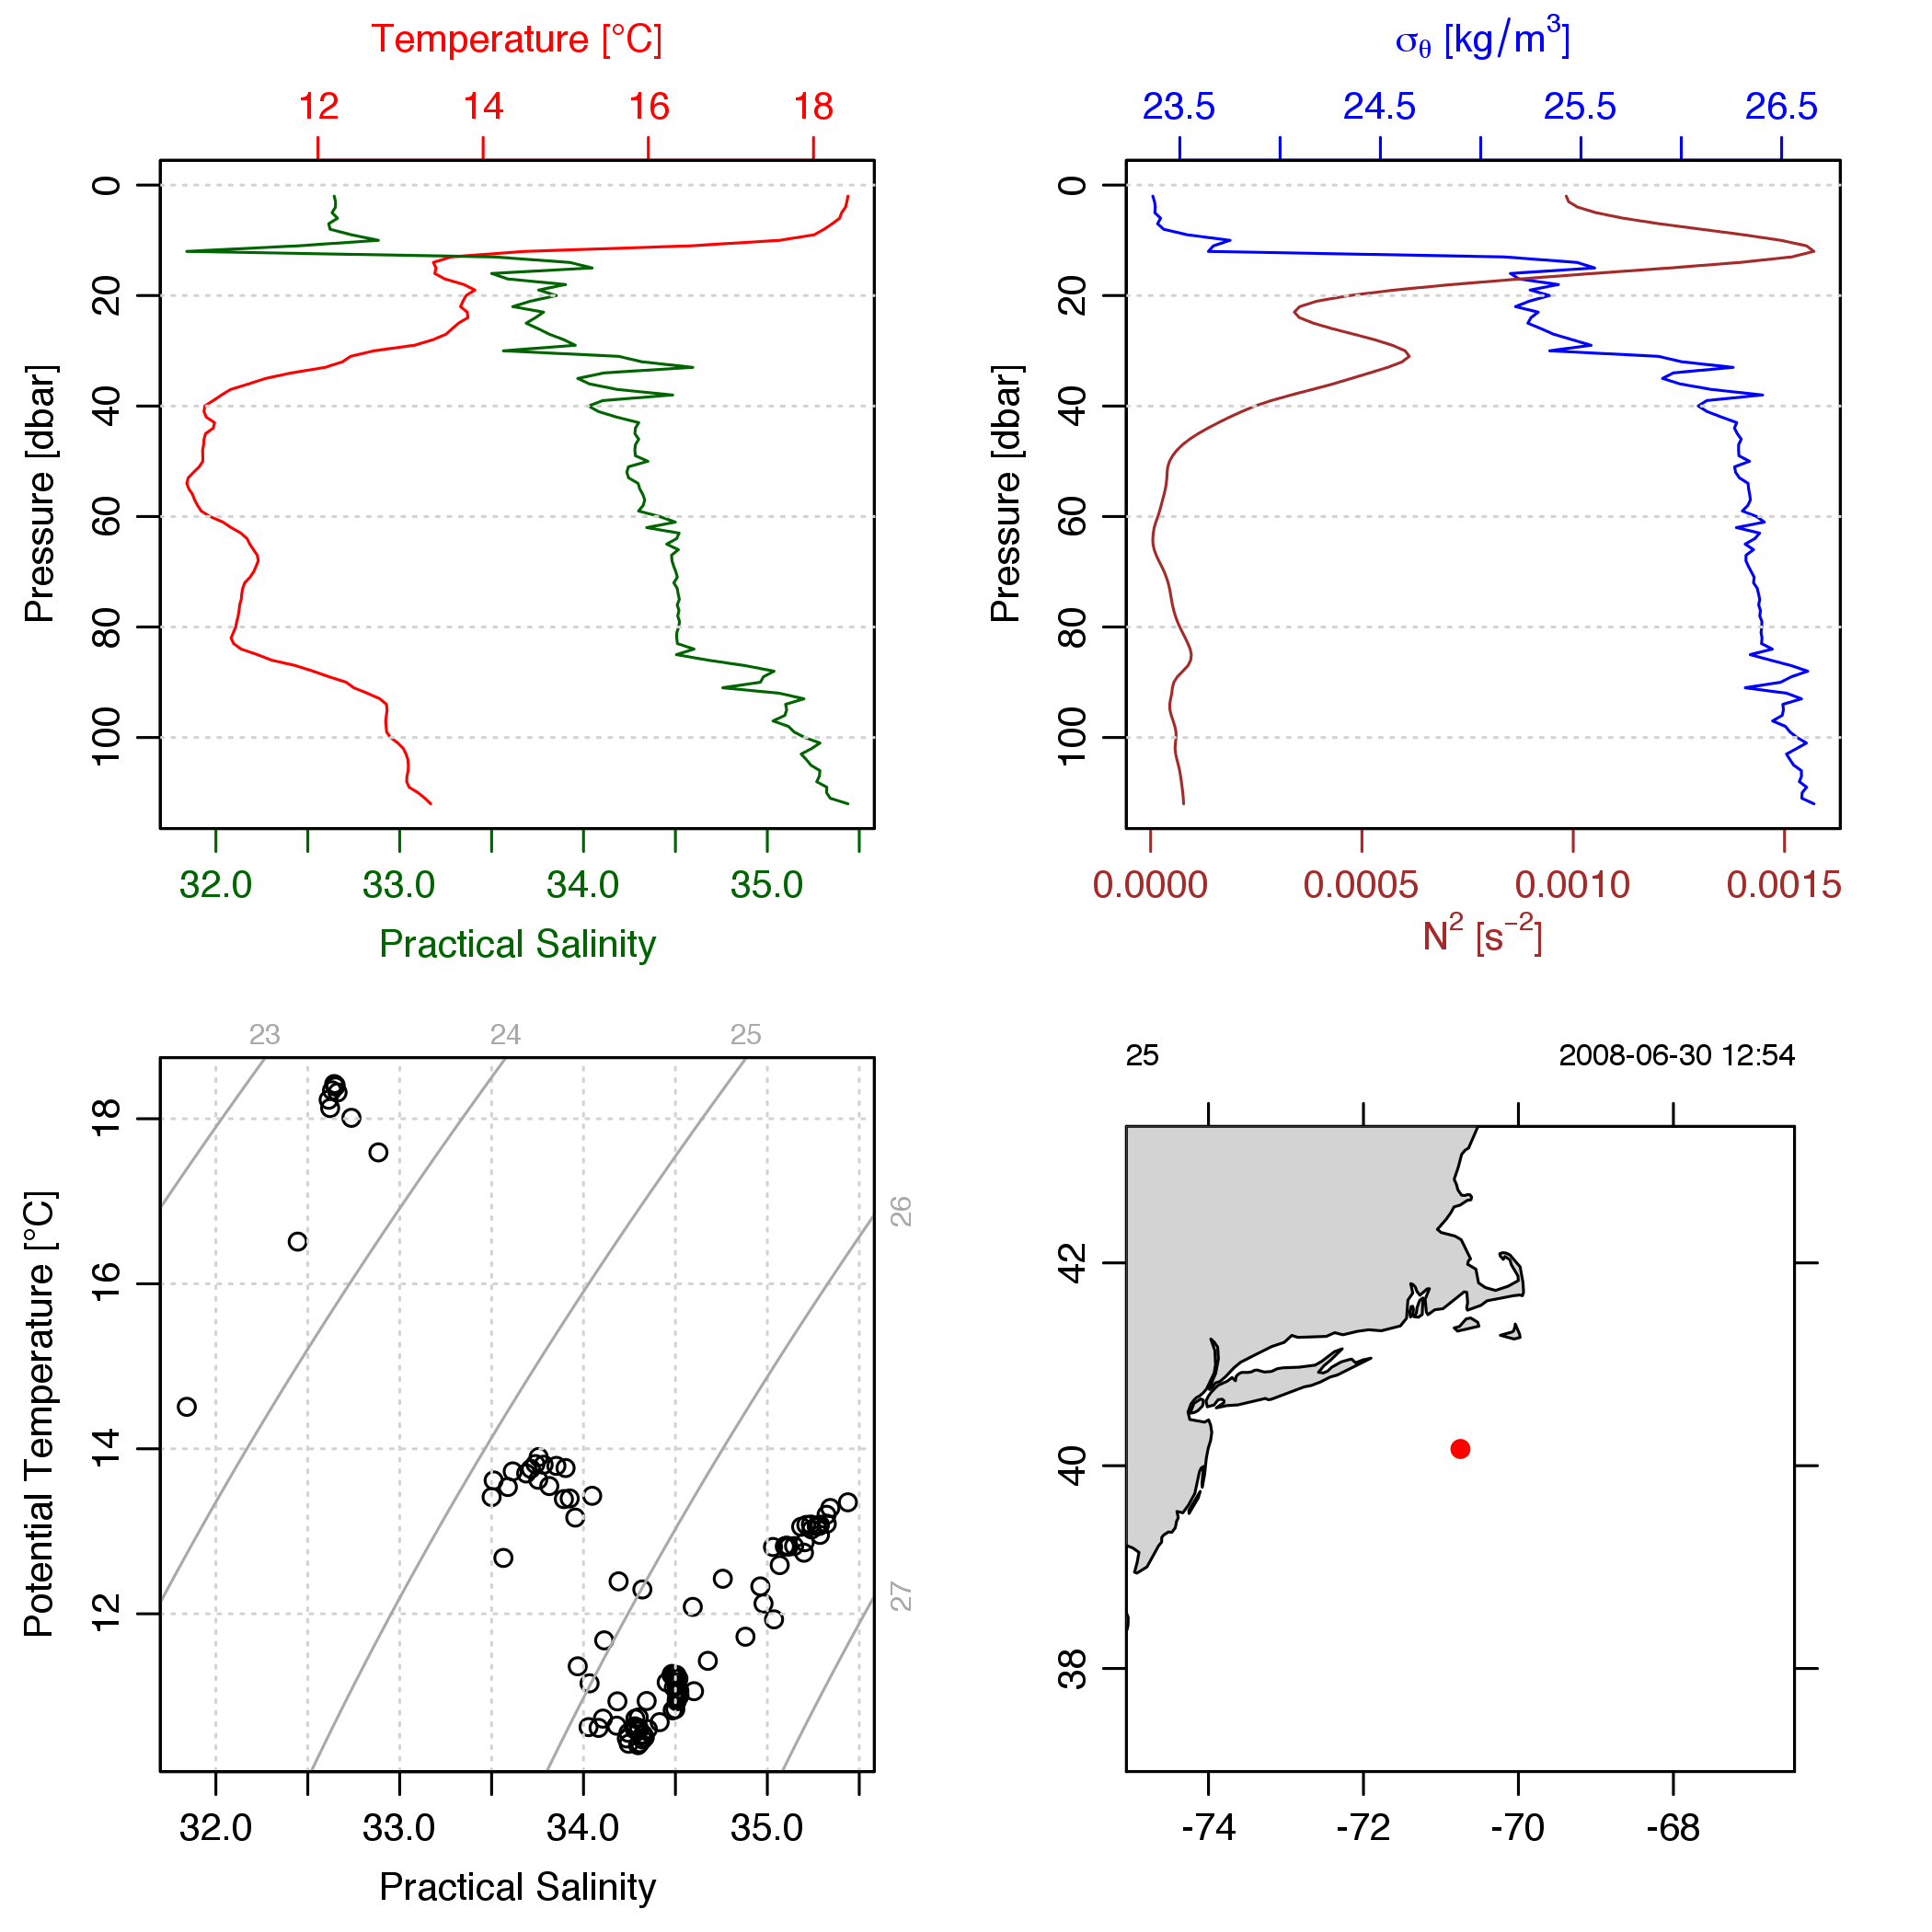 Temperature [°C]
12 14 16 18
0
20
40
60
80
100
Pressure [dbar]
32.0 33.0 34.0 35.0
Practical Salinity
σθ [kg/m3]
23.5 24.5 25.5 26.5
0
20
40
60
80
100
Pressure [dbar]
0.0000 0.0005 0.0010 0.0015
N2 [s−2]
23 24 25
26
27
18
16
14
12
Potential Temperature [°C]
32.0 33.0 34.0 35.0
Practical Salinity
25 2008-06-30 12:54
42
40
38
-74 -72 -70 -68